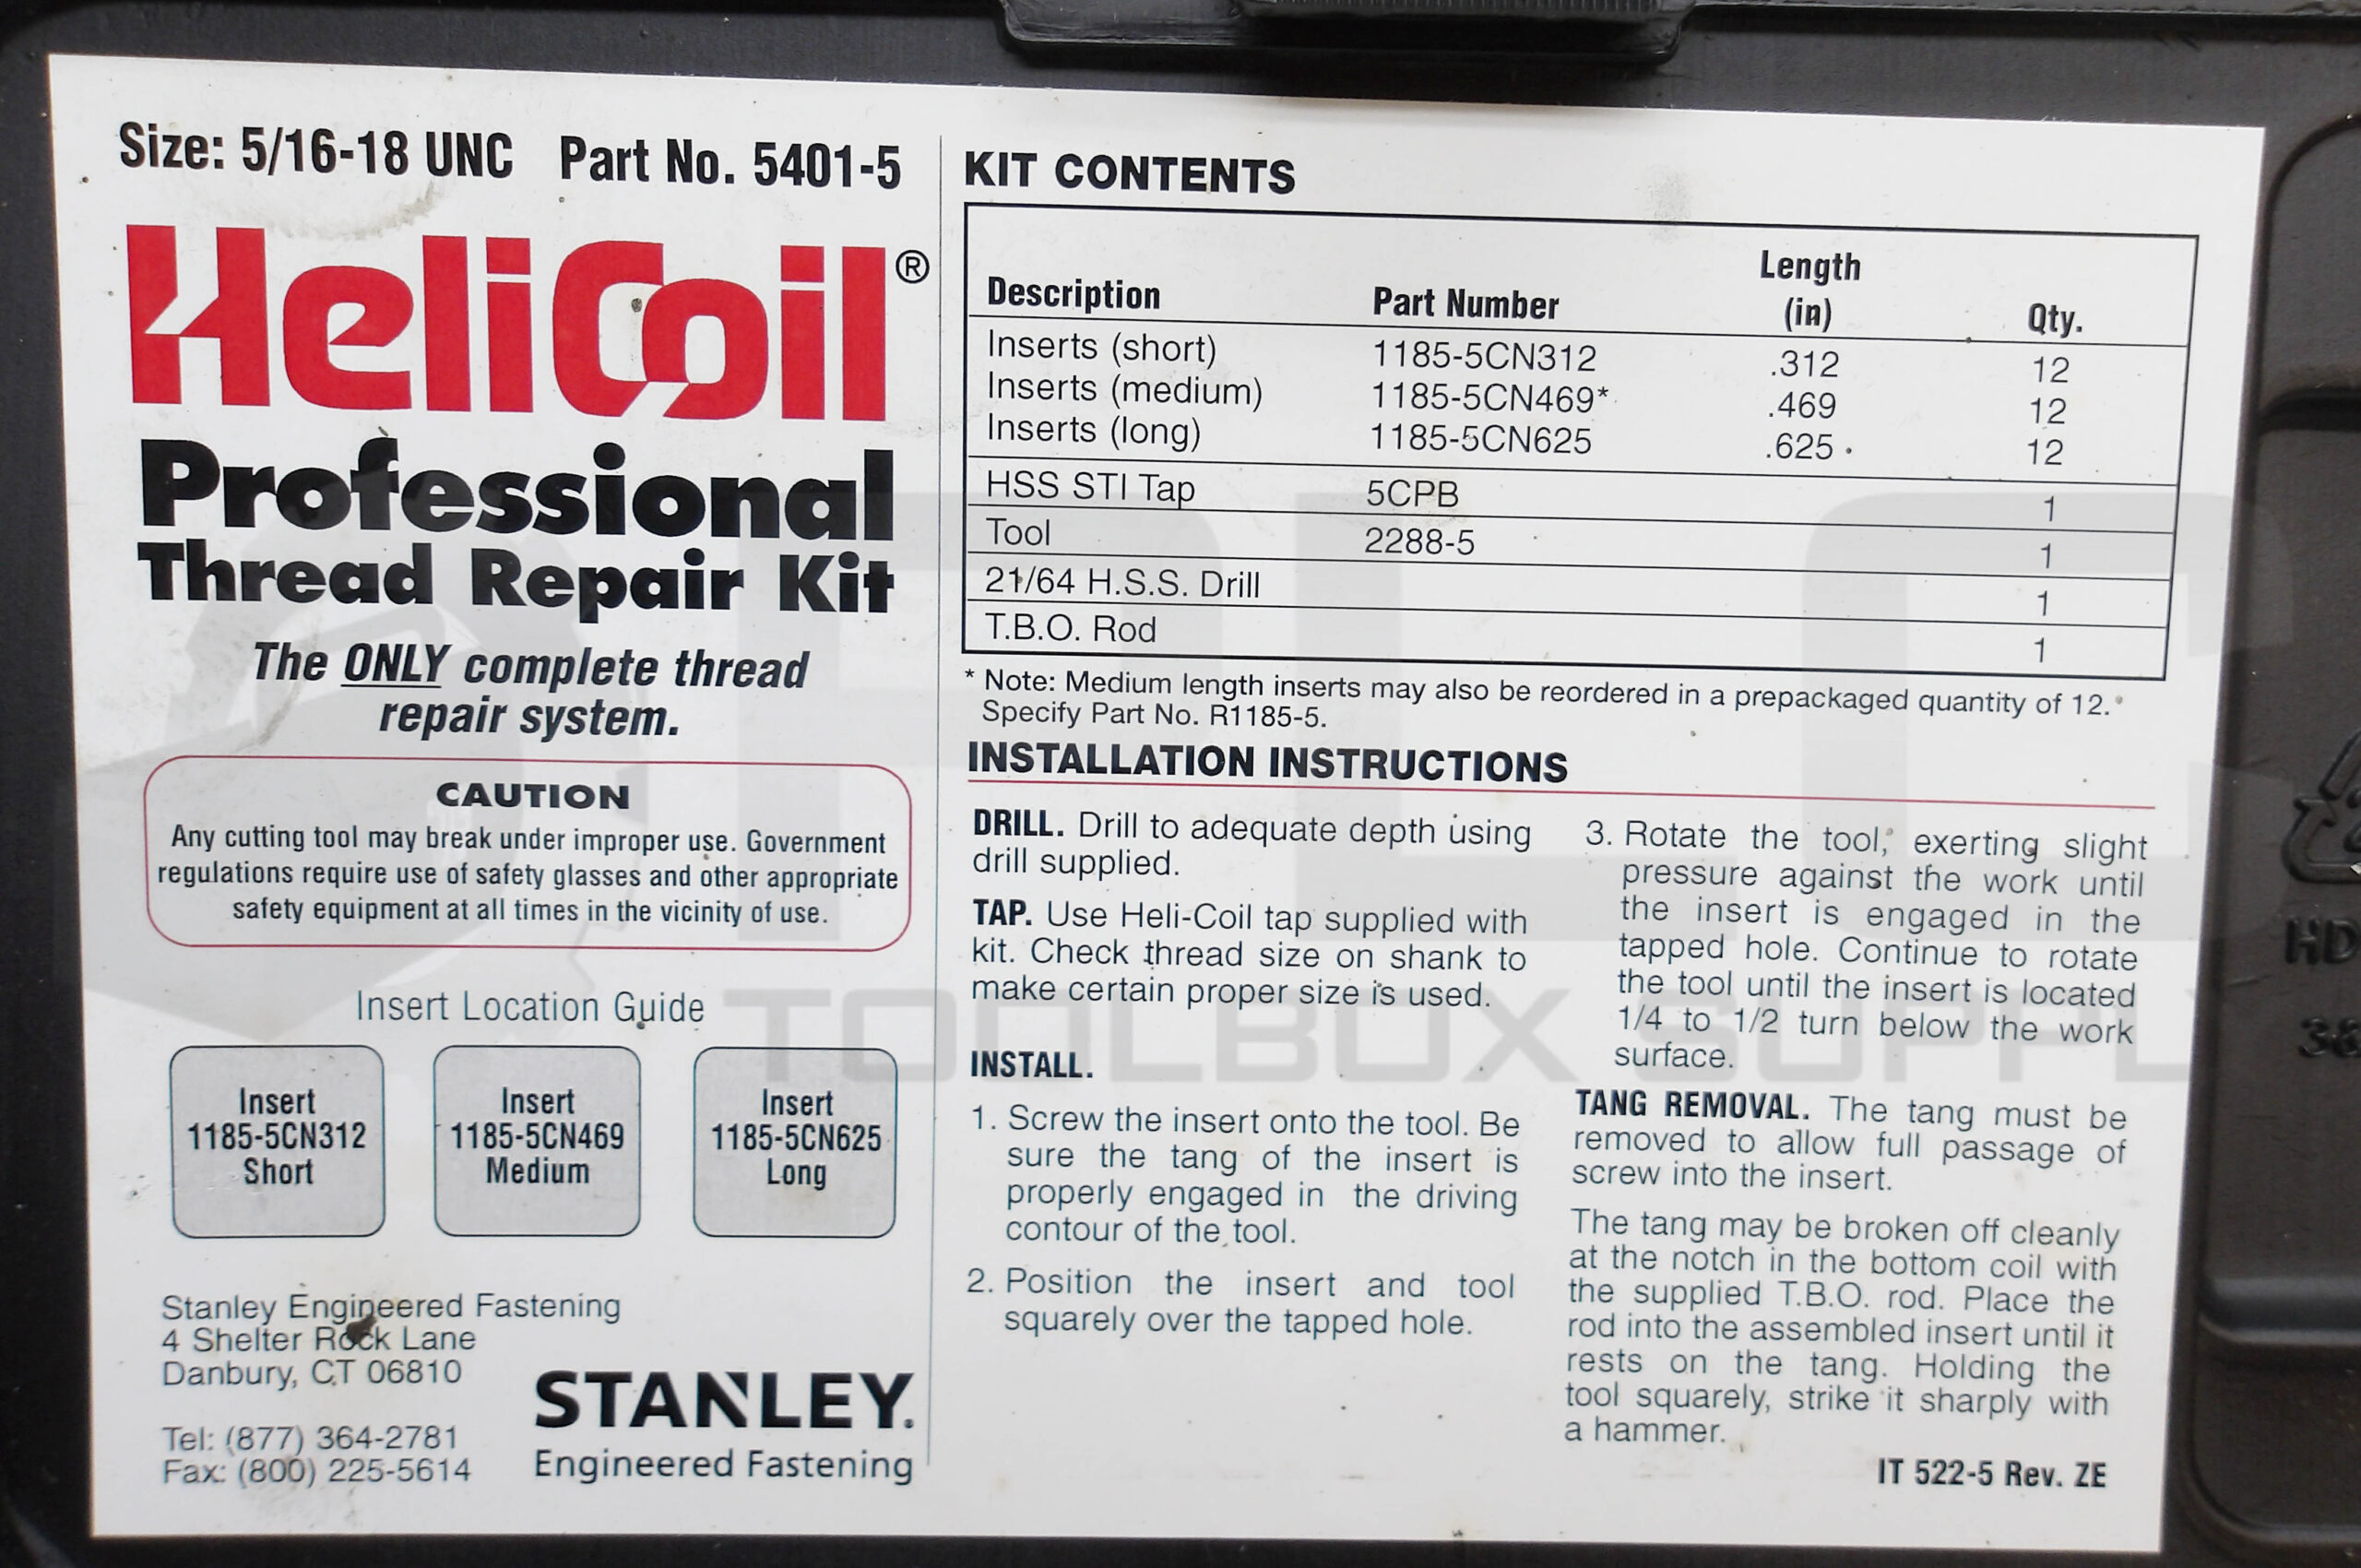 Size: 5/16-18 UNC Part No. 5401-5
HeliCoil®
Professional
Thread Repair Kit
The ONLY complete thread
repair system.
CAUTION
Any cutting tool may break under improper use. Government
regulations require use of safety glasses and other appropriate
safety equipment at all times in the vicinity of use.
Insert Location Guide
Insert
1185-5CN312
Short
Insert
1185-5CN469
Medium
Insert
1185-5CN625
Long
Stanley Engineered Fastening
4 Shelter Rock Lane
Danbury, CT 06810
Tel: (877) 364-2781
Fax: (800) 225-5614
STANLEY.
Engineered Fastening
KIT CONTENTS
Description Part Number Length (in) Qty.
Inserts (short) 1185-5CN312 .312 12
Inserts (medium) 1185-5CN469* .469 12
Inserts (long) 1185-5CN625 .625 12
HSS STI Tap 5CPB 1
Tool 2288-5 1
21/64 H.S.S. Drill 1
T.B.O. Rod 1
* Note: Medium length inserts may also be reordered in a prepackaged quantity of 12.
Specify Part No. R1185-5.
INSTALLATION INSTRUCTIONS
DRILL. Drill to adequate depth using
drill supplied.
TAP. Use Heli-Coil tap supplied with
kit. Check thread size on shank to
make certain proper size is used.
INSTALL.
1. Screw the insert onto the tool. Be
sure the tang of the insert is
properly engaged in the driving
contour of the tool.
2. Position the insert and tool
squarely over the tapped hole.
3. Rotate the tool, exerting slight
pressure against the work until
the insert is engaged in the
tapped hole. Continue to rotate
the tool until the insert is located
1/4 to 1/2 turn below the work
surface.
TANG REMOVAL. The tang must be
removed to allow full passage of
screw into the insert.
The tang may be broken off cleanly
at the notch in the bottom coil with
the supplied T.B.O. rod. Place the
rod into the assembled insert until it
rests on the tang. Holding the
tool squarely, strike it sharply with
a hammer.
IT 522-5 Rev. ZE
PLC
TOOLBOX SUPPLY